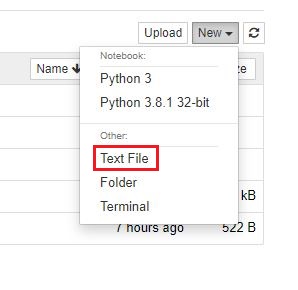 Upload New
Name ze
Notebook:
Python 3
Python 3.8.1 32-bit
Other:
Text File
Folder
Terminal
kB
7 hours ago 522 B